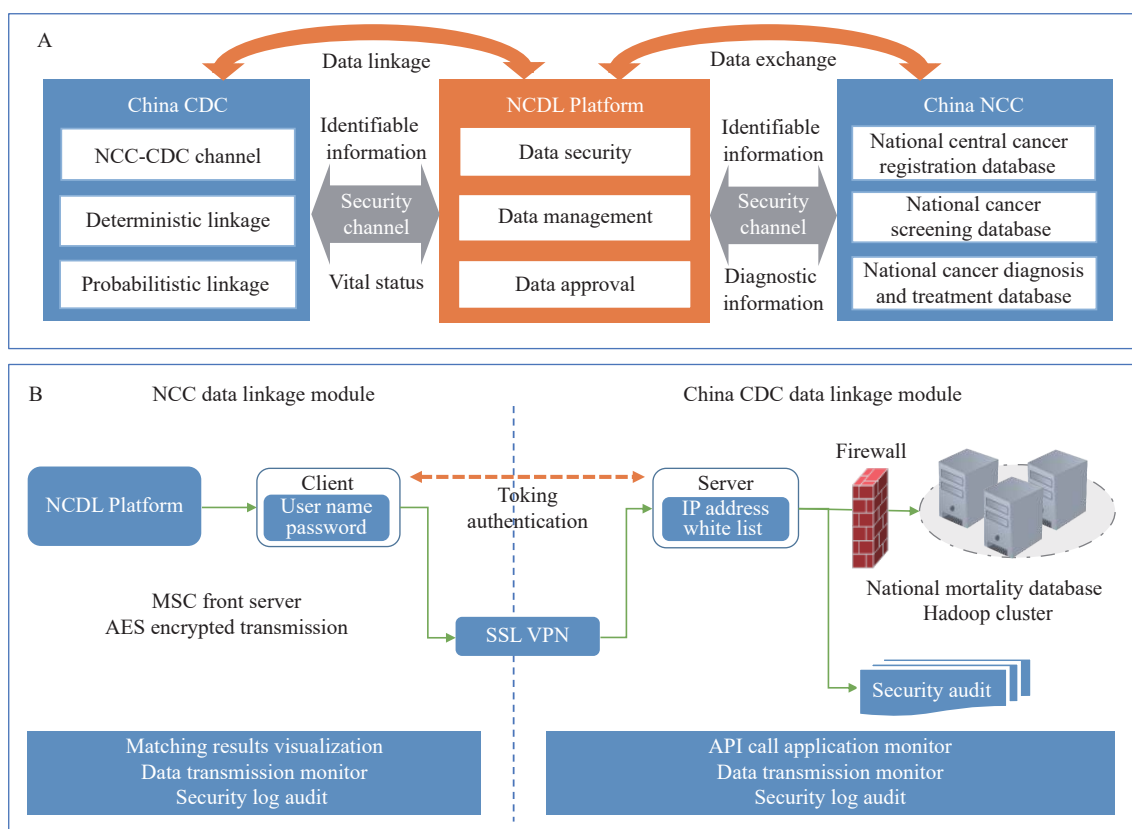 A
Data linkage
Data exchange
China CDC
NCC-CDC channel
Deterministic linkage
Probabilitistic linkage
Identifiable
information
Security
channel
Vital status
NCDL Platform
Data security
Data management
Data approval
Identifiable
information
Security
channel
Diagnostic
information
China NCC
National central cancer
registration database
National cancer
screening database
National cancer diagnosis
and treatment database
B
NCC data linkage module
China CDC data linkage module
NCDL Platform
Client
User name
password
Toking
authentication
Server
IP address
white list
Firewall
National mortality database
Hadoop cluster
MSC front server
AES encrypted transmission
SSL VPN
Security audit
Matching results visualization
Data transmission monitor
Security log audit
API call application monitor
Data transmission monitor
Security log audit